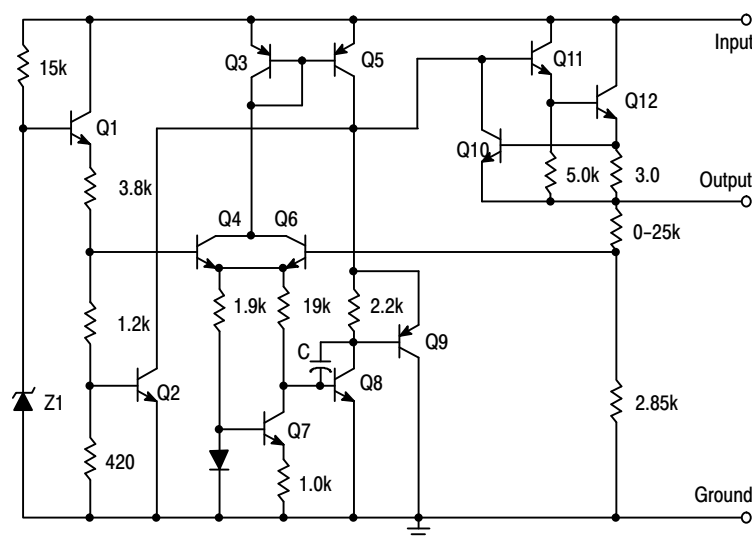 Input
Q3
Q5
Q11
15k
Q12
Q1
Q10
3.8k
5.0k
3.0
Output
Q4
Q6
0–25k
1.2k
1.9k
19k
2.2k
C
Q9
Z1
Q2
Q8
2.85k
Q7
420
1.0k
Ground